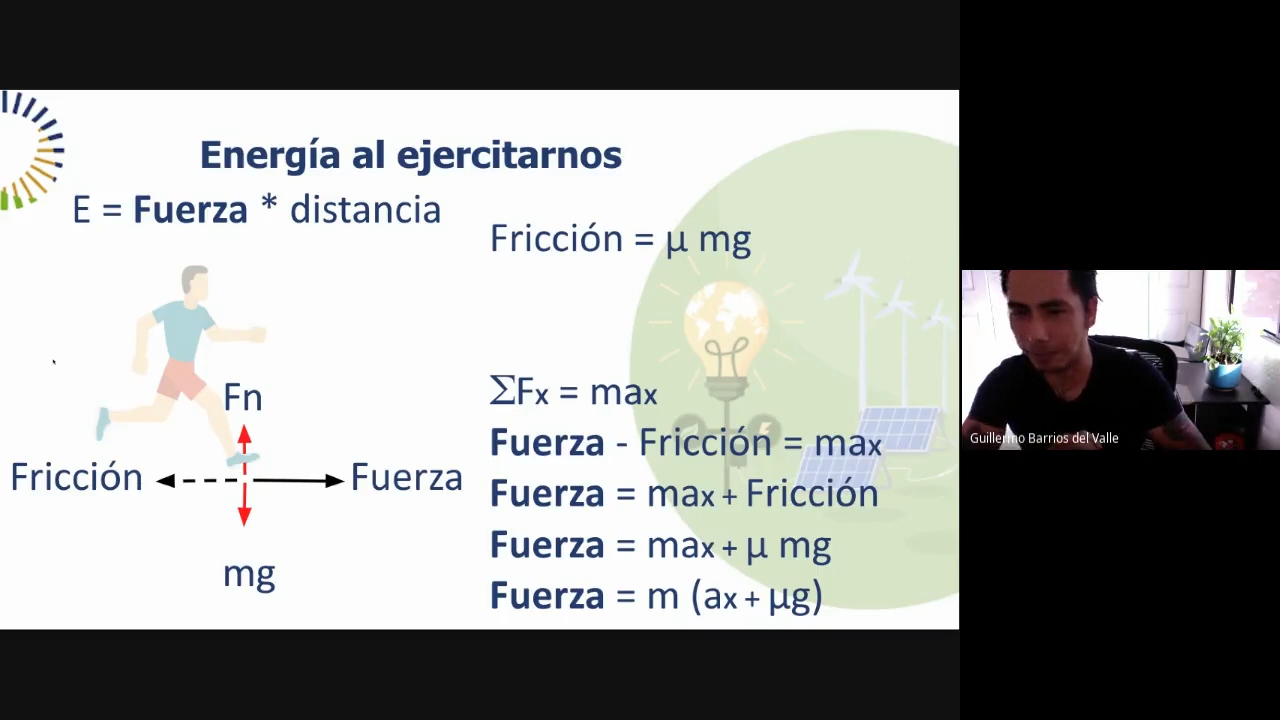 Energía al ejercitarnos
E = Fuerza * distancia
Fricción = μ mg
Fn
Fricción
Fuerza
mg
ΣFx = max
Fuerza - Fricción = max
Fuerza = max + Fricción
Fuerza = max + μ mg
Fuerza = m (ax + μg)
Guillermo Barrios del Valle